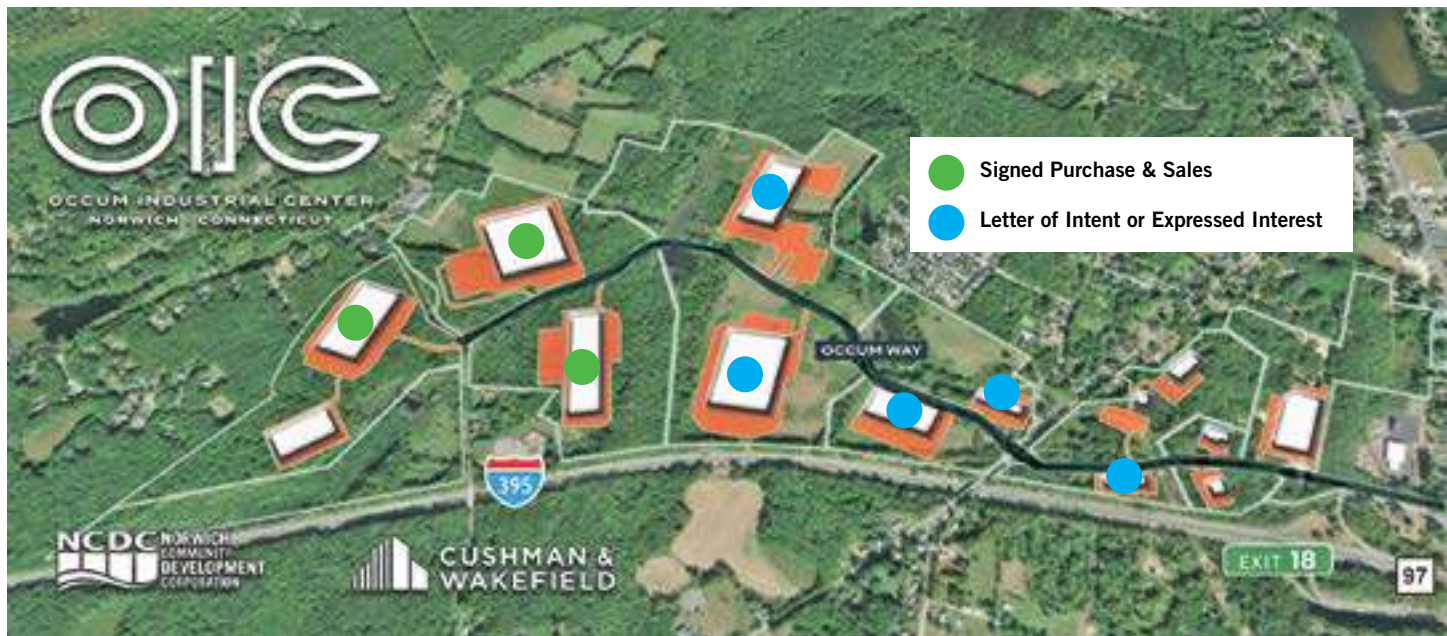 OIC
OCCUM INDUSTRIAL CENTER
NORWICH, CONNECTICUT
Signed Purchase & Sales
Letter of Intent or Expressed Interest
OCCUM WAY
395
NCDC NORWICH
COMMUNITY
DEVELOPMENT
CORPORATION
CUSHMAN &
WAKEFIELD
EXIT 18
97